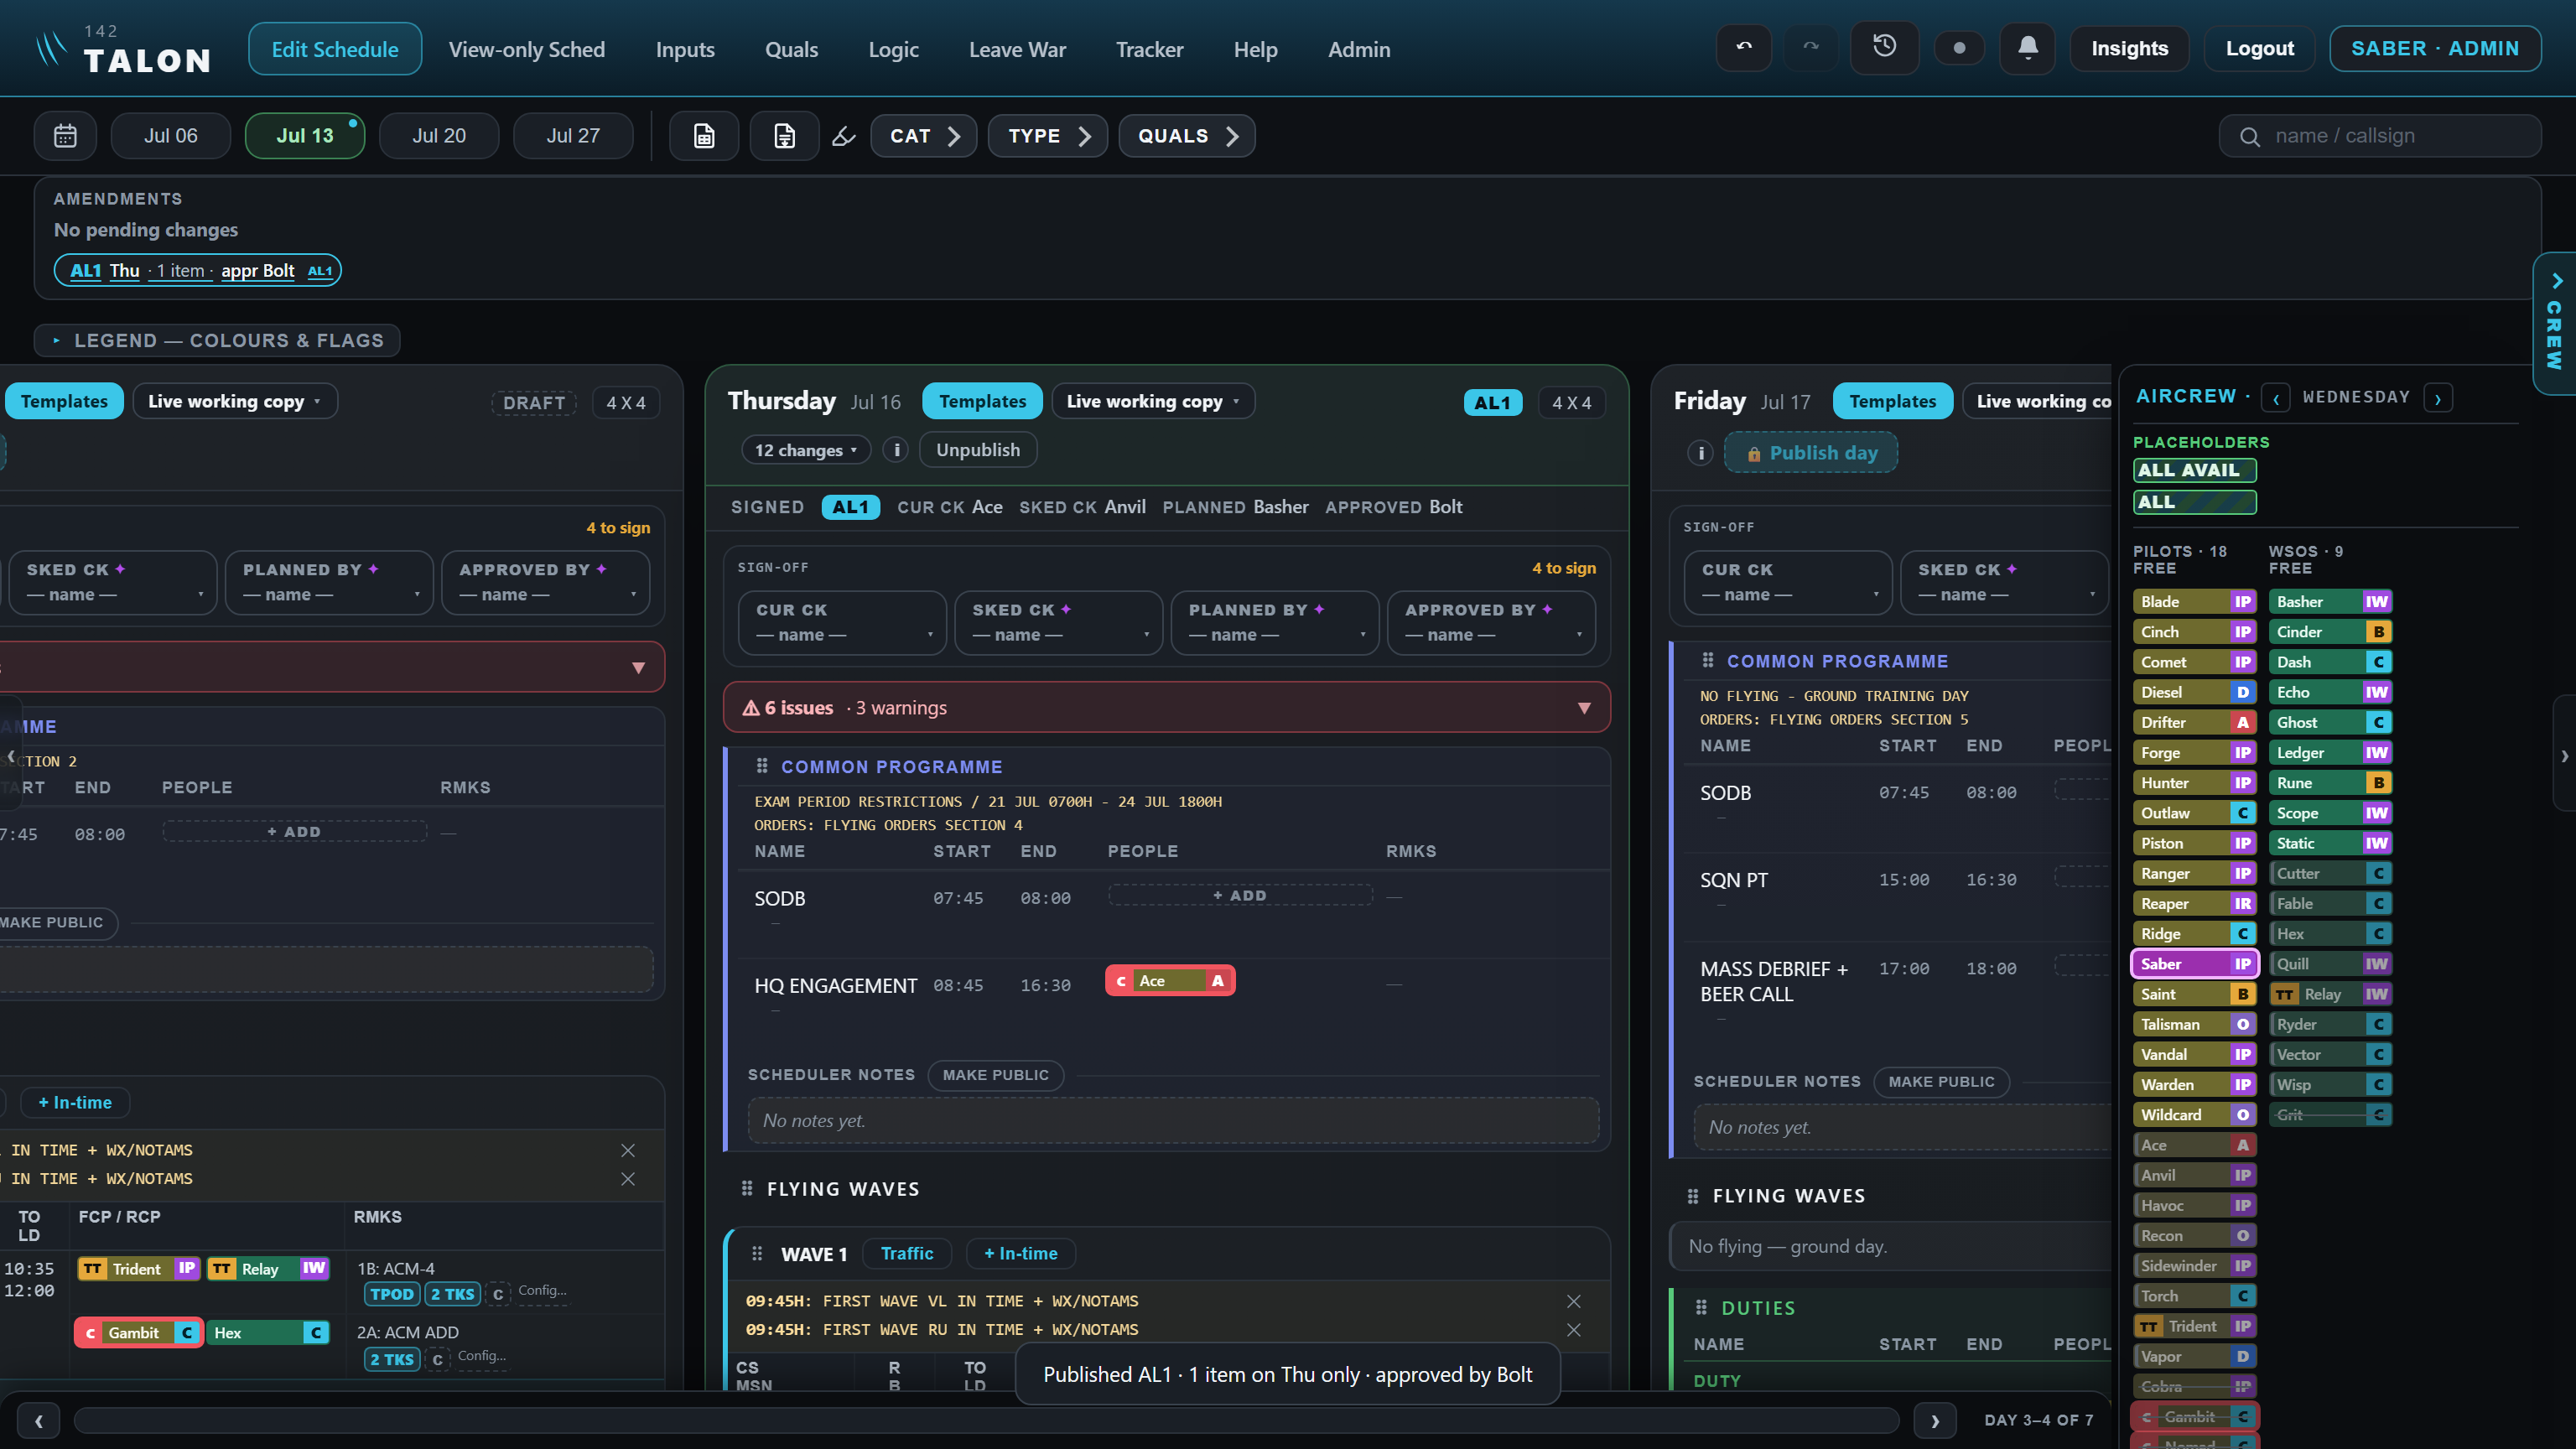 142
TALON
Edit Schedule
View-only Sched
Inputs
Quals
Logic
Leave War
Tracker
Help
Admin
Insights
Logout
SABER · ADMIN
Jul 06
Jul 13
Jul 20
Jul 27
CAT
TYPE
QUALS
name / callsign
AMENDMENTS
No pending changes
AL1 Thu · 1 item · appr Bolt AL1
LEGEND — COLOURS & FLAGS
CREW
Templates
Live working copy
DRAFT
4 X 4
4 to sign
SKED CK
— name —
PLANNED BY
— name —
APPROVED BY
— name —
AMME
SECTION 2
ART END PEOPLE RMKS
7:45 08:00 + ADD —
MAKE PUBLIC
+ In-time
IN TIME + WX/NOTAMS
IN TIME + WX/NOTAMS
TO
LD
FCP / RCP
RMKS
10:35
12:00
TT Trident IP
TT Relay IW
1B: ACM-4
TPOD 2 TKS C Config...
C Gambit C
Hex C
2A: ACM ADD
2 TKS C Config...
Thursday Jul 16
Templates
Live working copy
AL1
4 X 4
12 changes
i
Unpublish
SIGNED AL1 CUR CK Ace SKED CK Anvil PLANNED Basher APPROVED Bolt
SIGN-OFF
4 to sign
CUR CK
— name —
SKED CK
— name —
PLANNED BY
— name —
APPROVED BY
— name —
6 issues · 3 warnings
COMMON PROGRAMME
EXAM PERIOD RESTRICTIONS / 21 JUL 0700H - 24 JUL 1800H
ORDERS: FLYING ORDERS SECTION 4
NAME START END PEOPLE RMKS
SODB 07:45 08:00 + ADD —
—
HQ ENGAGEMENT 08:45 16:30 C Ace A —
—
SCHEDULER NOTES MAKE PUBLIC
No notes yet.
FLYING WAVES
WAVE 1 Traffic + In-time
09:45H: FIRST WAVE VL IN TIME + WX/NOTAMS
09:45H: FIRST WAVE RU IN TIME + WX/NOTAMS
CS
MSN
R
B
TO
LD
Published AL1 · 1 item on Thu only · approved by Bolt
Friday Jul 17
Templates
Live working co
i
Publish day
SIGN-OFF
CUR CK
— name —
SKED CK
— name —
COMMON PROGRAMME
NO FLYING - GROUND TRAINING DAY
ORDERS: FLYING ORDERS SECTION 5
NAME START END PEOPL
SODB 07:45 08:00
—
SQN PT 15:00 16:30
—
MASS DEBRIEF +
BEER CALL
17:00 18:00
—
SCHEDULER NOTES MAKE PUBLIC
No notes yet.
FLYING WAVES
No flying — ground day.
DUTIES
NAME START END PEOPL
DUTY
DAY 3–4 OF 7
AIRCREW · WEDNESDAY
PLACEHOLDERS
ALL AVAIL
ALL
PILOTS · 18
FREE
WSOS · 9
FREE
Blade IP
Cinch IP
Comet IP
Diesel D
Drifter A
Forge IP
Hunter IP
Outlaw C
Piston IP
Ranger IP
Reaper IR
Ridge C
Saber IP
Saint B
Talisman O
Vandal IP
Warden IP
Wildcard O
Ace A
Anvil IP
Havoc IP
Recon O
Sidewinder IP
Torch C
TT Trident IP
Vapor D
Cobra IP
C Gambit C
C Nomad C
Basher IW
Cinder B
Dash C
Echo IW
Ghost C
Ledger IW
Rune B
Scope IW
Static IW
Cutter C
Fable C
Hex C
Quill IW
TT Relay IW
Ryder C
Vector C
Wisp C
Grit C